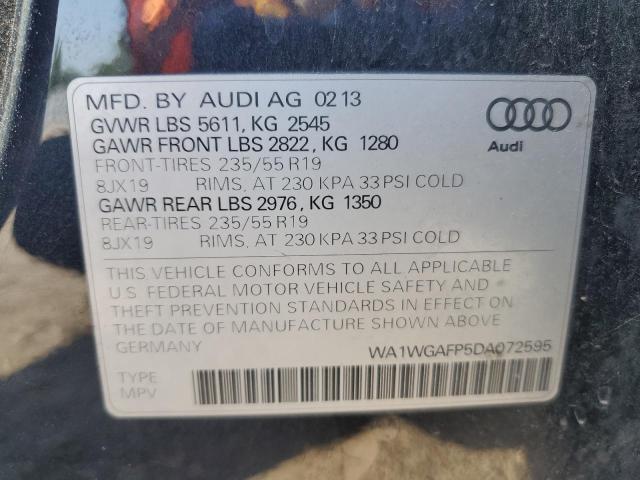 MFD. BY AUDI AG 02 13
GVWR LBS 5611, KG 2545
GAWR FRONT LBS 2822, KG 1280
FRONT-TIRES 235/55 R19
8JX19 RIMS, AT 230 KPA 33 PSI COLD
GAWR REAR LBS 2976, KG 1350
REAR-TIRES 235/55 R19
8JX19 RIMS, AT 230 KPA 33 PSI COLD
Audi
THIS VEHICLE CONFORMS TO ALL APPLICABLE
U.S. FEDERAL MOTOR VEHICLE SAFETY AND
THEFT PREVENTION STANDARDS IN EFFECT ON
THE DATE OF MANUFACTURE SHOWN ABOVE
GERMANY WA1WGAFP5DA072595
TYPE
MPV